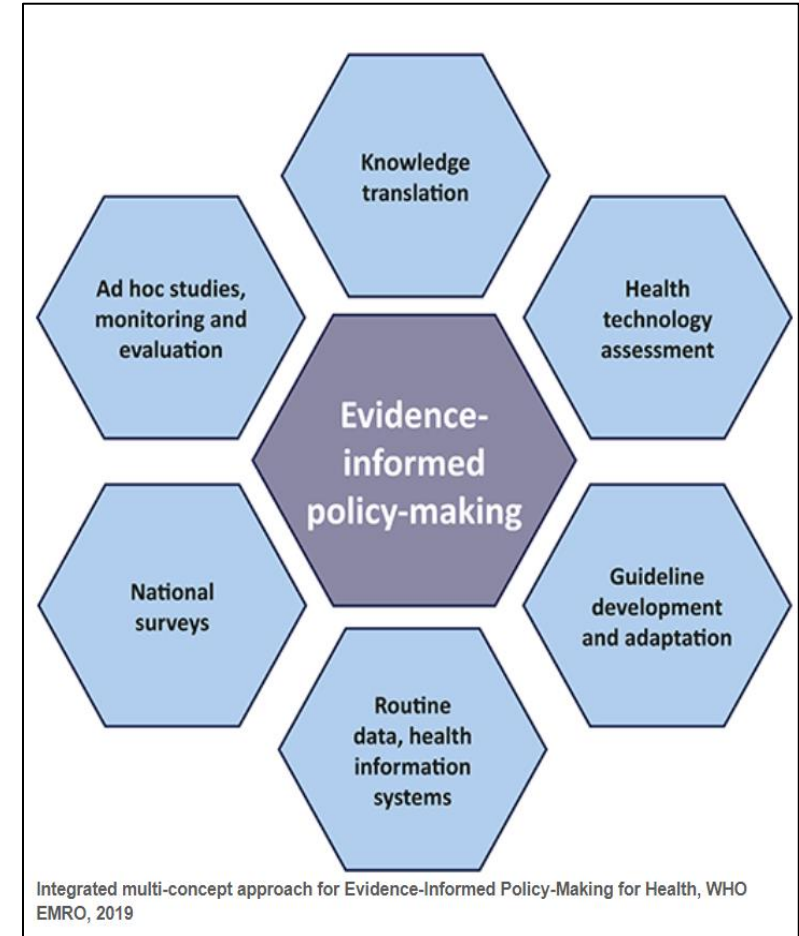 Knowledge
translation
Ad hoc studies,
monitoring and
evaluation
Health
technology
assessment
Evidence-
informed
policy-making
National
surveys
Guideline
development
and adaptation
Routine
data, health
information
systems
Integrated multi-concept approach for Evidence-Informed Policy-Making for Health, WHO
EMRO, 2019